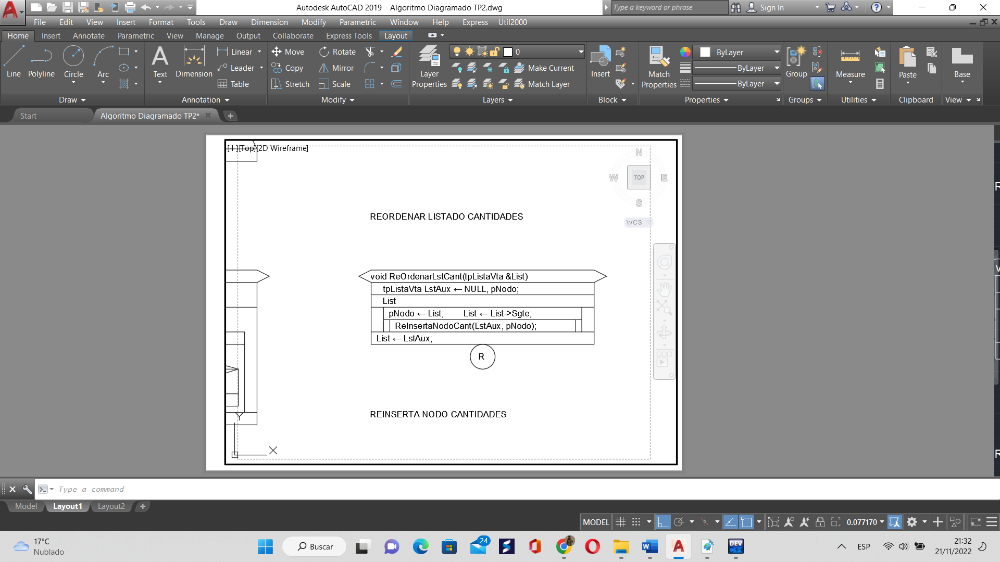 Autodesk AutoCAD 2019 Algoritmo Diagramado TP2.dwg
Type a keyword or phrase
Sign In
File Edit View Insert Format Tools Draw Dimension Modify Parametric Window Help Express Util2000
Home Insert Annotate Parametric View Manage Output Collaborate Express Tools Layout
Line Polyline Circle Arc
Text Dimension
Linear
Leader
Table
Move Rotate
Copy Mirror
Stretch Scale
Layer Properties
0
Make Current
Match Layer
Insert
Match Properties
ByLayer
ByLayer
ByLayer
Group
Measure
Paste
Base
Draw Annotation Modify Layers Block Properties Groups Utilities Clipboard View
Start Algoritmo Diagramado TP2*
[+][Top][2D Wireframe]
N
W TOP E
S
WCS
REORDENAR LISTADO CANTIDADES
void ReOrdenarLstCant(tpListaVta &List)
tpListaVta LstAux ← NULL, pNodo;
List
pNodo ← List; List ← List->Sgte;
ReInsertaNodoCant(LstAux, pNodo);
List ← LstAux;
R
REINSERTA NODO CANTIDADES
Y
X
Type a command
Model Layout1 Layout2
MODEL 0.077170
17°C
Nublado
Buscar
24
DEV
ESP
21:32
21/11/2022